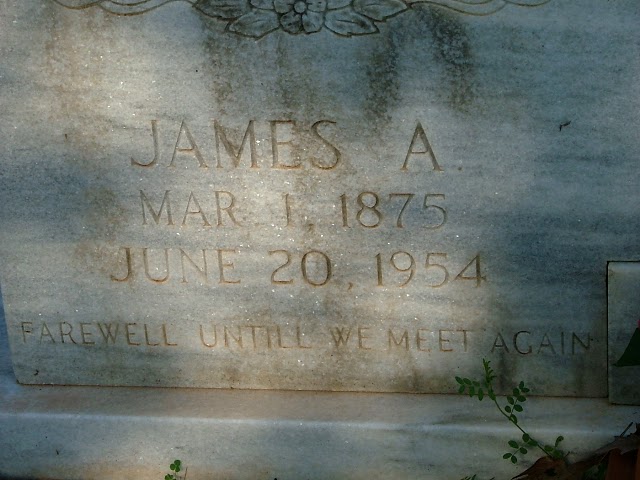 JAMES A.
MAR. 1, 1875
JUNE 20, 1954
FAREWELL UNTILL WE MEET AGAIN